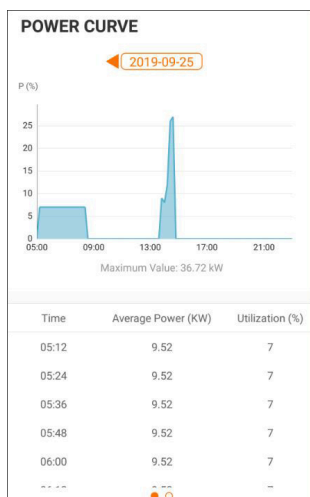 POWER CURVE
2019-09-25
P (%)
25
20
15
10
5
0
05:00 09:00 13:00 17:00 21:00
Maximum Value: 36.72 kW
Time Average Power (KW) Utilization (%)
05:12 9.52 7
05:24 9.52 7
05:36 9.52 7
05:48 9.52 7
06:00 9.52 7